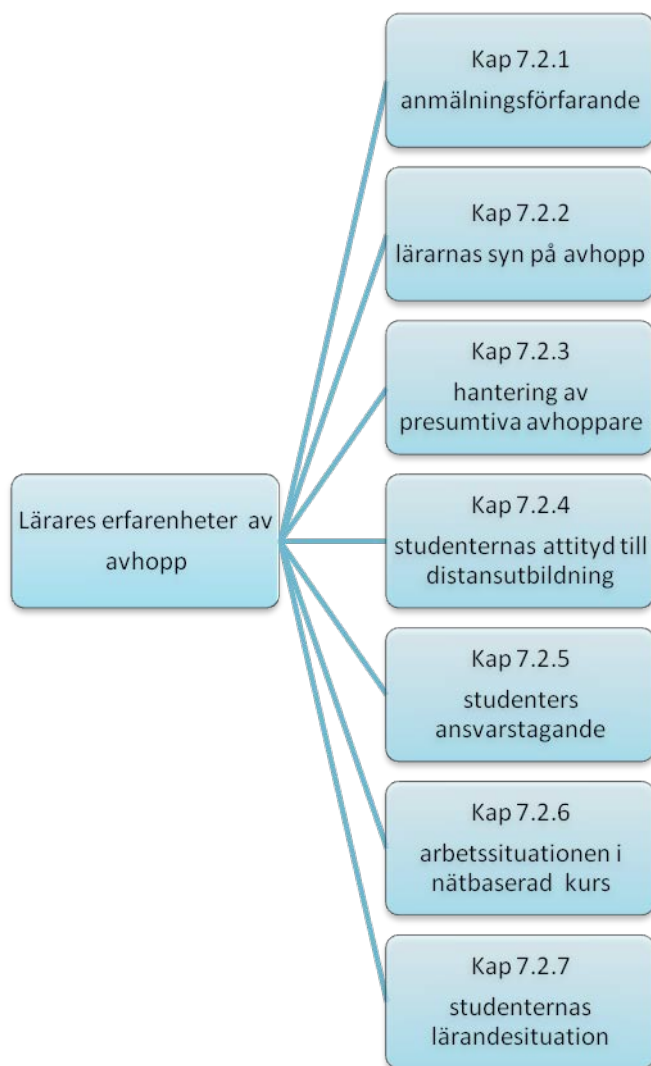 Lärares erfarenheter av
avhopp
Kap 7.2.1
anmälningsförfarande
Kap 7.2.2
lärarnas syn på avhopp
Kap 7.2.3
hantering av
presumtiva avhoppare
Kap 7.2.4
studenternas attityd till
distansutbildning
Kap 7.2.5
studenters
ansvarstagande
Kap 7.2.6
arbetssituationen i
nätbaserad kurs
Kap 7.2.7
studenternas
lärandesituation